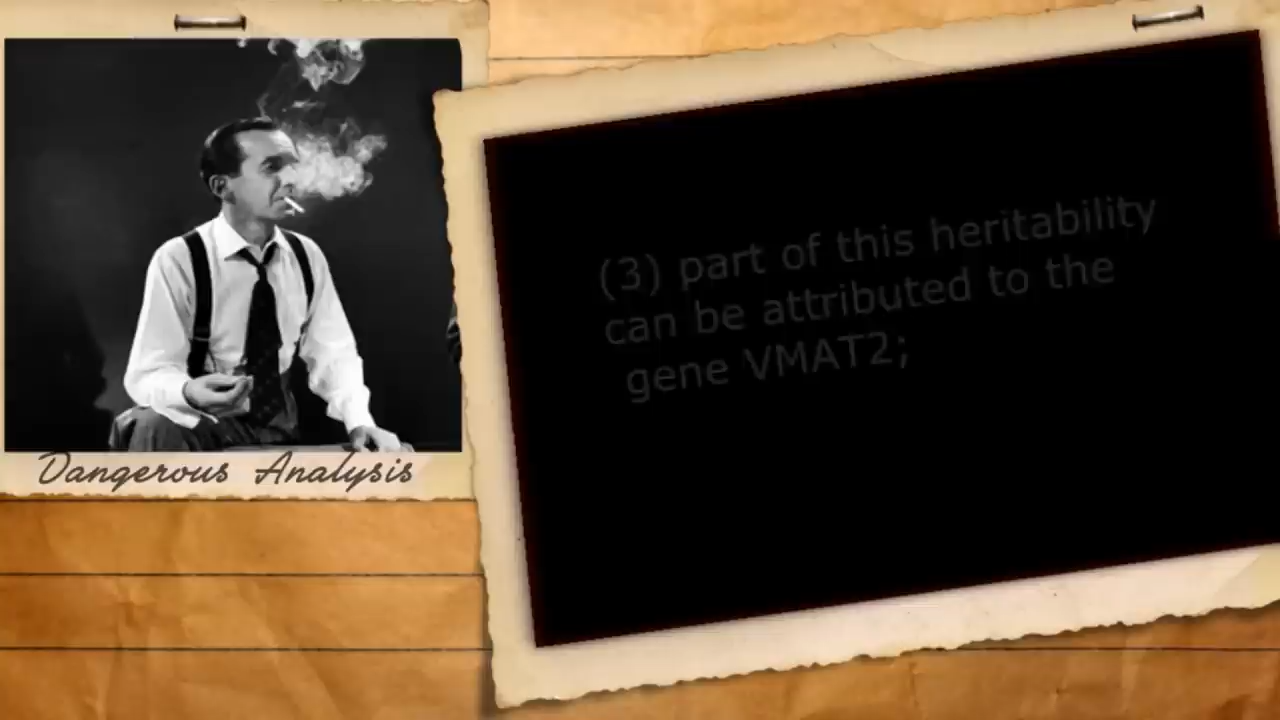 Dangerous Analysis
(3) part of this heritability
can be attributed to the
gene VMAT2;